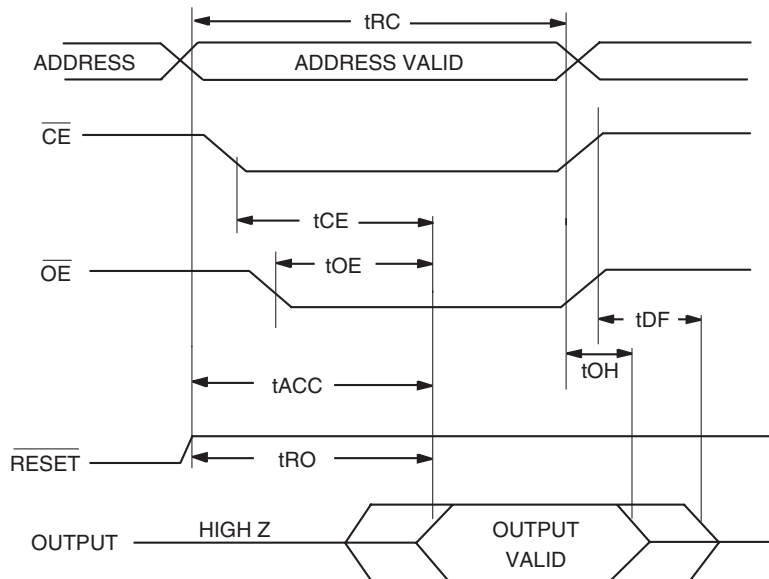 tRC
ADDRESS
ADDRESS VALID
CE
tCE
tOE
OE
tDF
tOH
tACC
RESET
tRO
OUTPUT
HIGH Z
OUTPUT
VALID